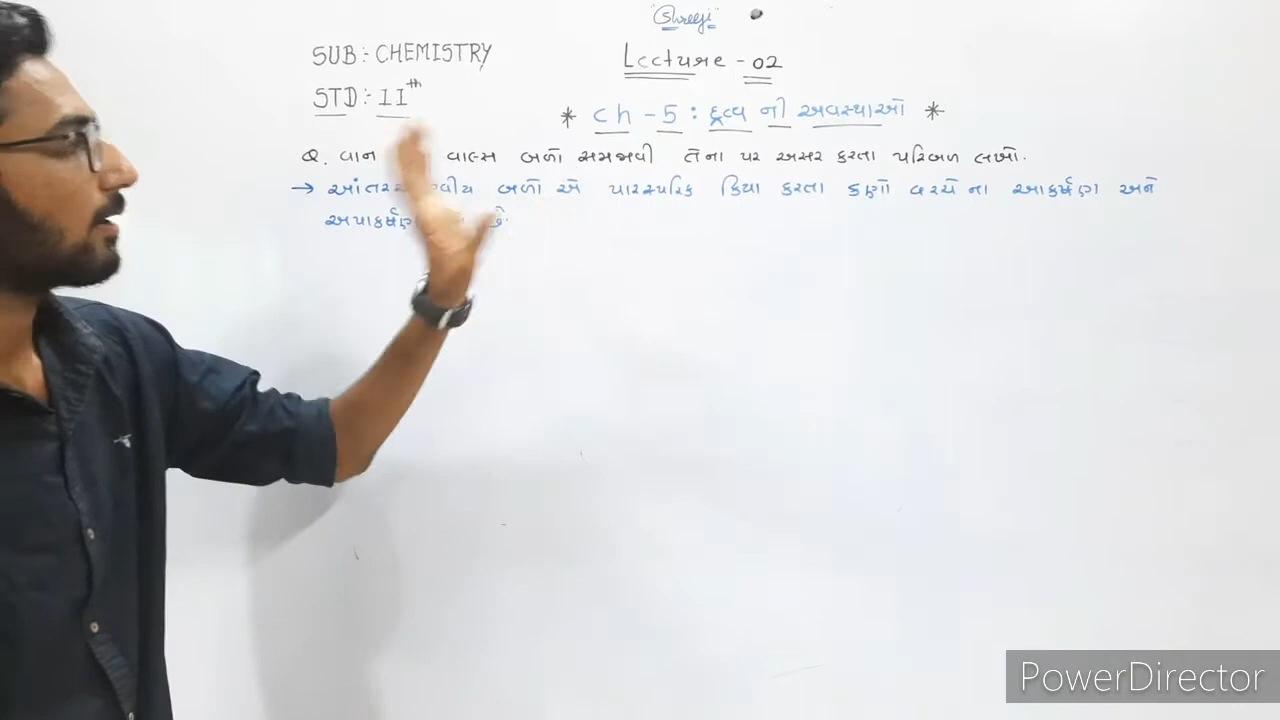 "Shreeji"
SUB:- CHEMISTRY
Lecture - 02
STD:- 11th
* ch - 5 : દ્રવ્ય ની અવસ્થાઓ *
Q. વાન વાલ્સ બળો સમજાવી તેના પર અસર કરતા પરિબળ લખો.
→ બળો એ પારસ્પરિક ક્રિયા કરતા કણો વચ્ચે ના આકર્ષણ અને
છે.
PowerDirector